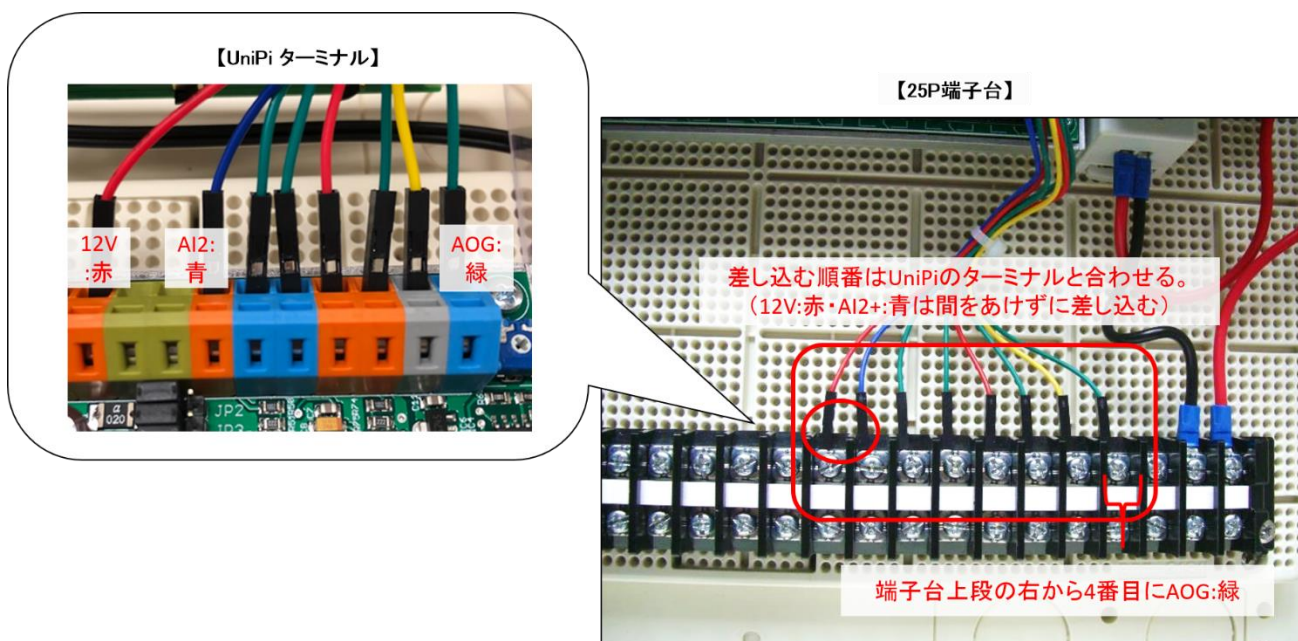 【UniPi ターミナル】
12V
:赤
AI2:
青
AOG:
緑
JP2
【25P端子台】
差し込む順番はUniPiのターミナルと合わせる。
(12V:赤・AI2+:青は間をあけずに差し込む)
端子台上段の右から4番目にAOG:緑